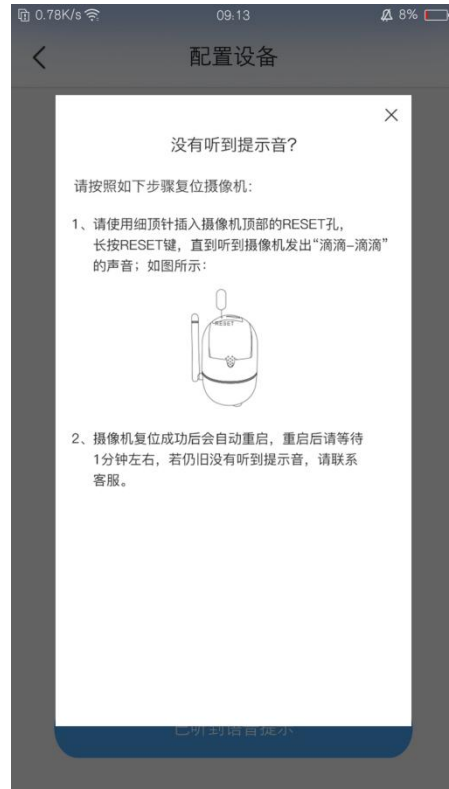 0.78K/s
09:13
8%
配置设备
没有听到提示音?
请按照如下步骤复位摄像机:
1、请使用细顶针插入摄像机顶部的RESET孔,
长按RESET键, 直到听到摄像机发出“滴滴-滴滴”
的声音; 如图所示:
RESET
2、摄像机复位成功后会自动重启, 重启后请等待
1分钟左右, 若仍旧没有听到提示音, 请联系
客服。
已听到语音提示